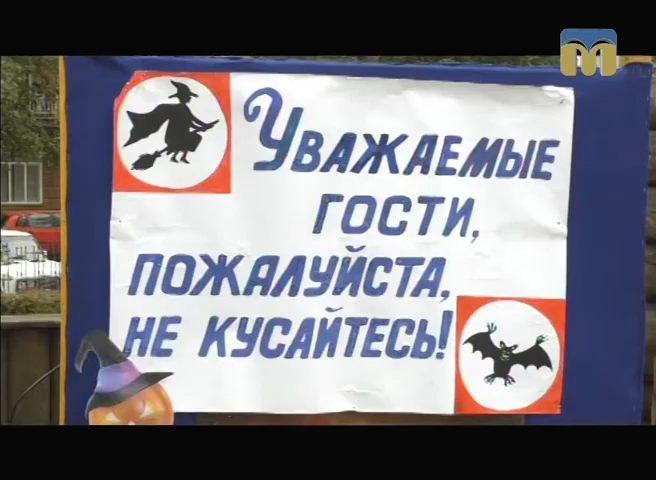 Уважаемые
гости,
пожалуйста,
не кусайтесь!